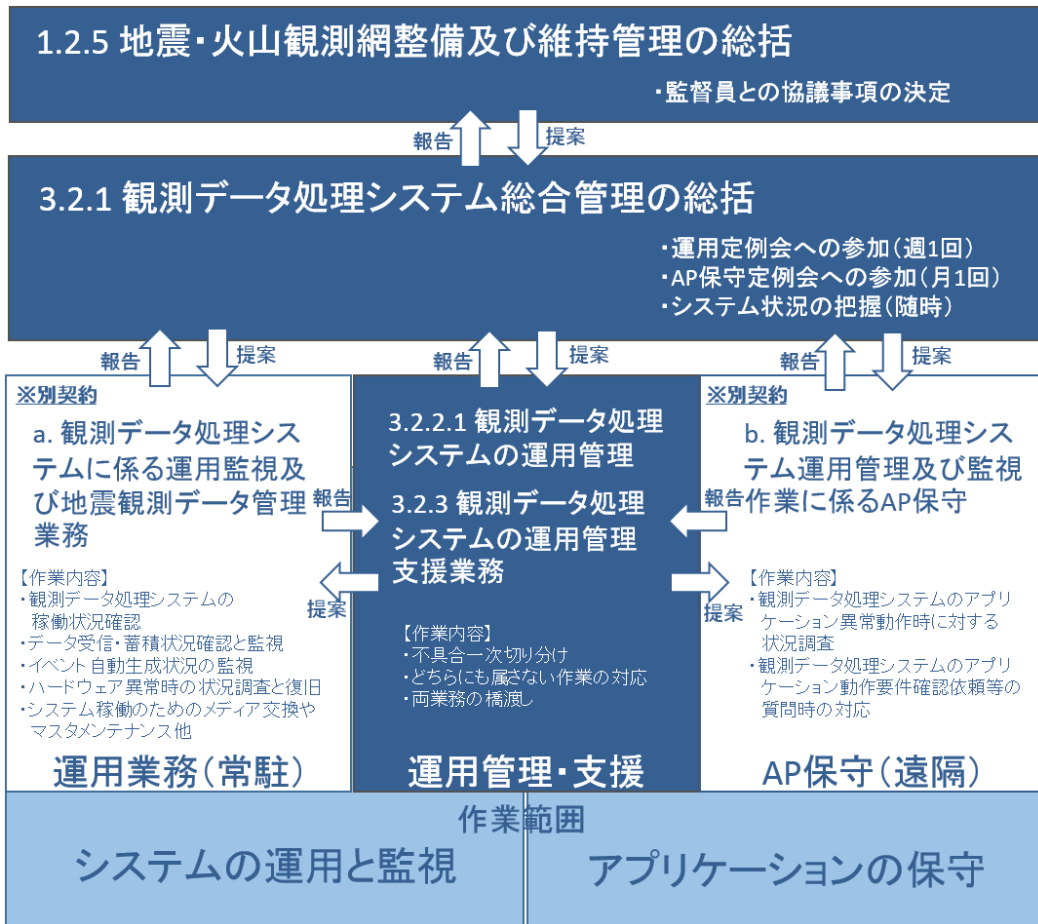 1.2.5 地震・火山観測網整備及び維持管理の総括
・監督員との協議事項の決定
報告
提案
3.2.1 観測データ処理システム総合管理の総括
・運用定例会への参加(週1回)
・AP保守定例会への参加(月1回)
・システム状況の把握(随時)
報告
提案
報告
提案
報告
提案
※別契約
a. 観測データ処理シス
テムに係る運用監視及
び地震観測データ管理
業務
【作業内容】
・観測データ処理システムの
稼働状況確認
・データ受信・蓄積状況確認と監視
・イベント自動生成状況の監視
・ハードウェア異常時の状況調査と復旧
・システム稼働のためのメディア交換や
マスタメンテナンス他
運用業務(常駐)
報告
提案
3.2.2.1 観測データ処理
システムの運用管理
3.2.3 観測データ処理
システムの運用管理
支援業務
【作業内容】
・不具合一次切り分け
・どちらにも属さない作業の対応
・両業務の橋渡し
運用管理・支援
報告
提案
※別契約
b. 観測データ処理シス
テム運用管理及び監視
作業に係るAP保守
【作業内容】
・観測データ処理システムのアプリ
ケーション異常動作時に対する
状況調査
・観測データ処理システムのアプリ
ケーション動作要件確認依頼等の
質問時の対応
AP保守(遠隔)
作業範囲
システムの運用と監視
アプリケーションの保守